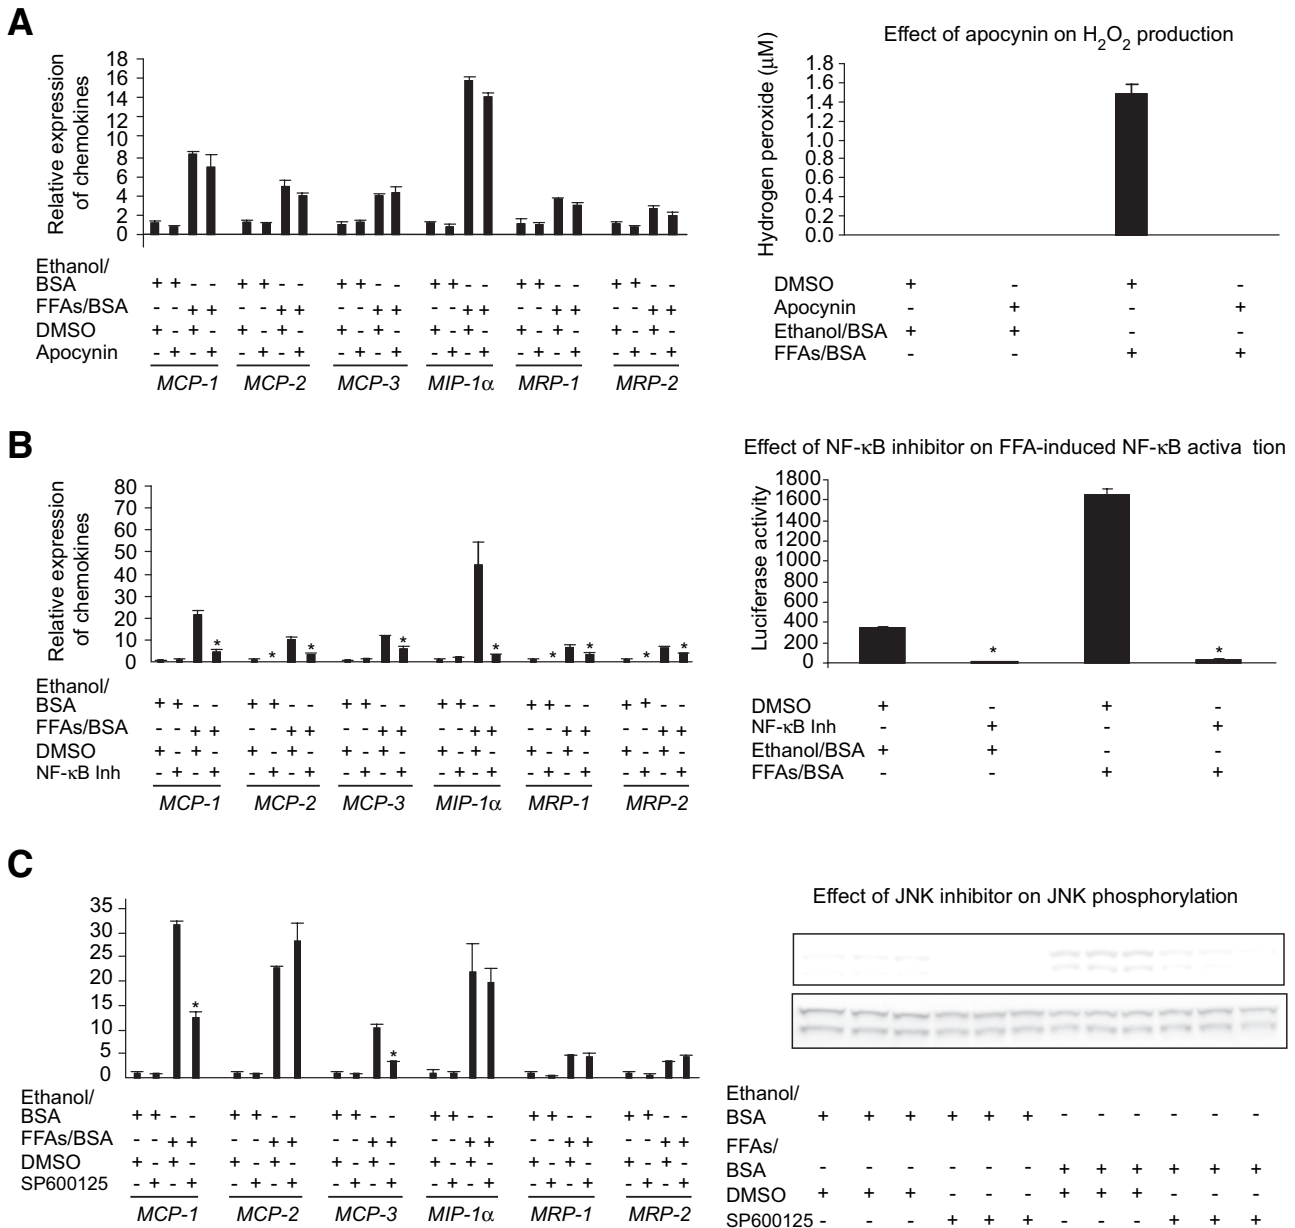 A
Relative expression
of chemokines
18
16
14
12
10
8
6
4
2
0
Ethanol/
BSA + + - - + + - - + + - - + + - - + + - - + + - -
FFAs/BSA - - + + - - + + - - + + - - + + - - + + - - + +
DMSO + - + - + - + - + - + - + - + - + - + - + - + -
Apocynin - + - + - + - + - + - + - + - + - + - + - + - +
MCP-1 MCP-2 MCP-3 MIP-1α MRP-1 MRP-2
Effect of apocynin on H2O2 production
Hydrogen peroxide (μM)
1.8
1.6
1.4
1.2
1.0
0.8
0.6
0.4
0.2
0.0
DMSO + - + -
Apocynin - + - +
Ethanol/BSA + + - -
FFAs/BSA - - + +
B
Relative expression
of chemokines
80
70
60
50
40
30
20
10
0
* * * * * * * *
Ethanol/
BSA + + - - + + - - + + - - + + - - + + - - + + - -
FFAs/BSA - - + + - - + + - - + + - - + + - - + + - - + +
DMSO + - + - + - + - + - + - + - + - + - + - + - + -
NF-κB Inh - + - + - + - + - + - + - + - + - + - + - + - +
MCP-1 MCP-2 MCP-3 MIP-1α MRP-1 MRP-2
Effect of NF-κB inhibitor on FFA-induced NF-κB activa tion
Luciferase activity
1800
1600
1400
1200
1000
800
600
400
200
0
* *
DMSO + - + -
NF-κB Inh - + - +
Ethanol/BSA + + - -
FFAs/BSA - - + +
C
35
30
25
20
15
10
5
0
* *
Ethanol/
BSA + + - - + + - - + + - - + + - - + + - - + + - -
FFAs/BSA - - + + - - + + - - + + - - + + - - + + - - + +
DMSO + - + - + - + - + - + - + - + - + - + - + - + -
SP600125 - + - + - + - + - + - + - + - + - + - + - + - +
MCP-1 MCP-2 MCP-3 MIP-1α MRP-1 MRP-2
Effect of JNK inhibitor on JNK phosphorylation
Ethanol/
BSA + + + + + + - - - - - -
FFAs/
BSA - - - - - - + + + + + +
DMSO + + + - - - + + + - - -
SP600125 - - - + + + - - - + + +